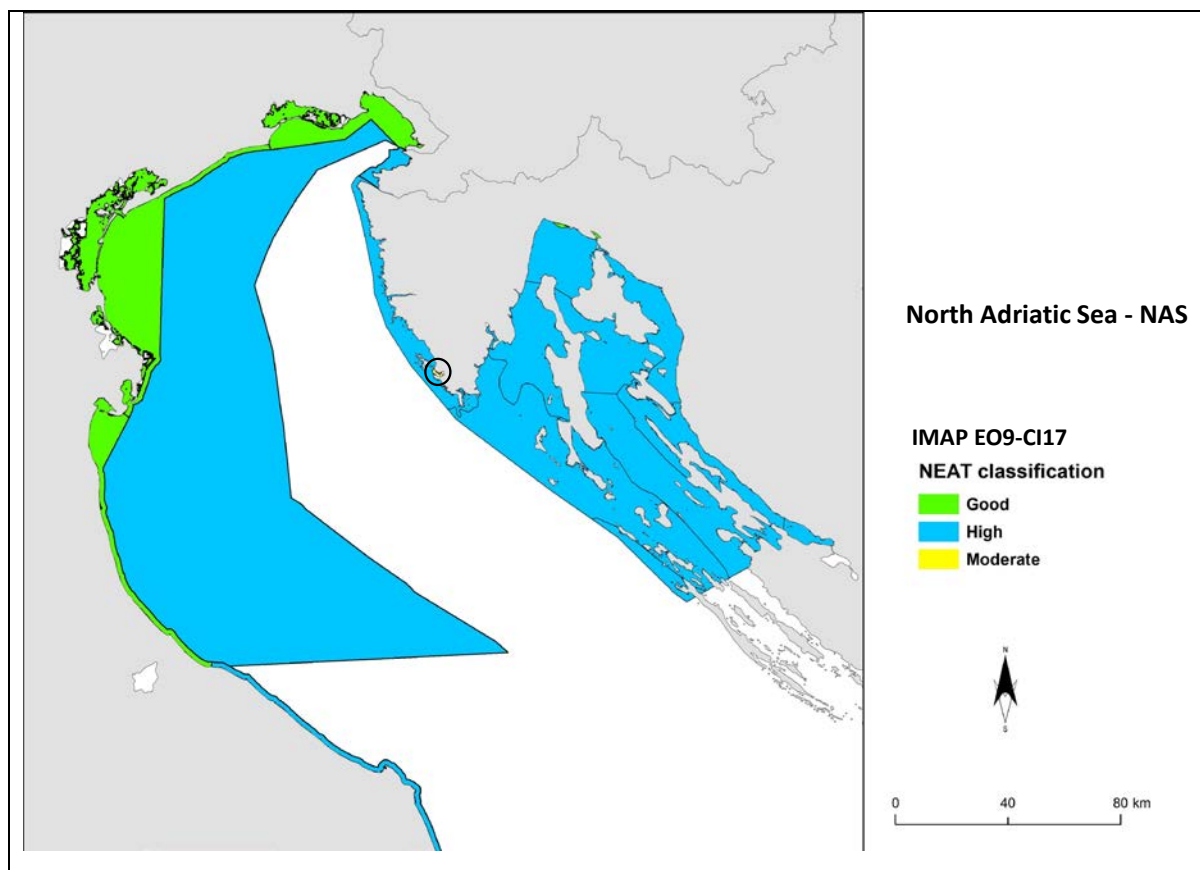 North Adriatic Sea - NAS
IMAP EO9-CI17
NEAT classification
Good
High
Moderate
N
S
0 40 80 km